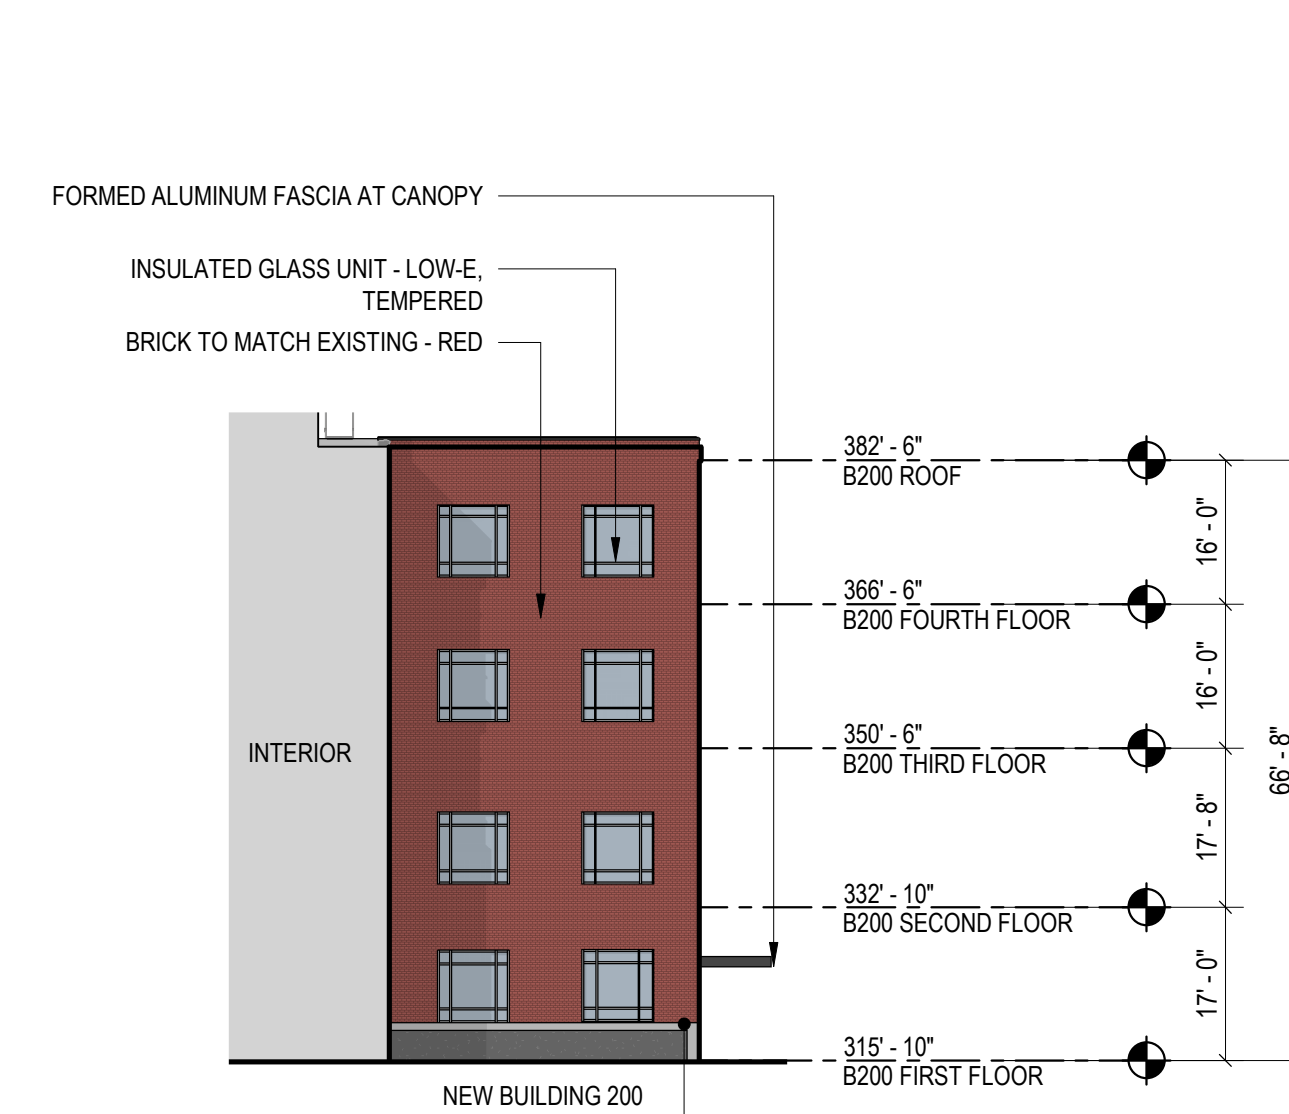 FORMED ALUMINUM FASCIA AT CANOPY
INSULATED GLASS UNIT - LOW-E,
TEMPERED
BRICK TO MATCH EXISTING - RED
382' - 6"
B200 ROOF
16' - 0"
366' - 6"
B200 FOURTH FLOOR
16' - 0"
INTERIOR
350' - 6"
B200 THIRD FLOOR
66' - 8"
17' - 8"
332' - 10"
B200 SECOND FLOOR
17' - 0"
315' - 10"
B200 FIRST FLOOR
NEW BUILDING 200